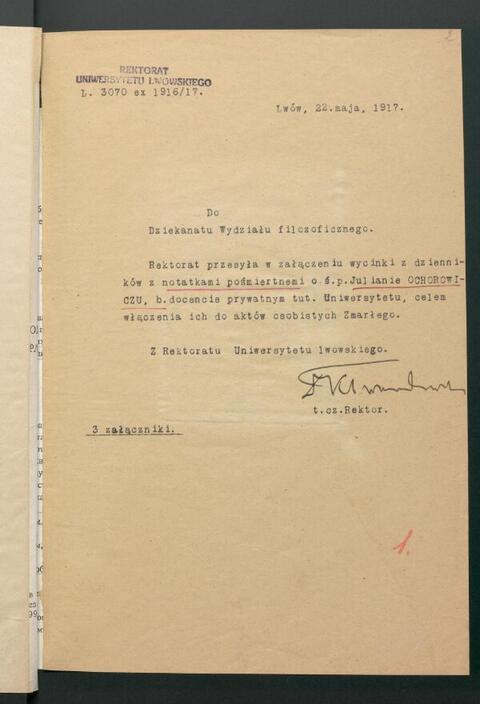 2
REKTORAT
UNIWERSYTETU LWOWSKIEGO
L. 3070 ex 1916/17.
Lwów, 22.maja, 1917.
Do
Dziekanatu Wydziału filozoficznego.
Rektorat przesyła w załączeniu wycinki z dzienni-
ków z notatkami pośmiertnemi o ś.p.Julianie OCHOROWI-
CZU, b.docencie prywatnym tut. Uniwersytetu, celem
włączenia ich do aktów osobistych Zmarłego.
Z Rektoratu Uniwersytetu lwowskiego.
t.cz.Rektor.
3 załączniki.
1.